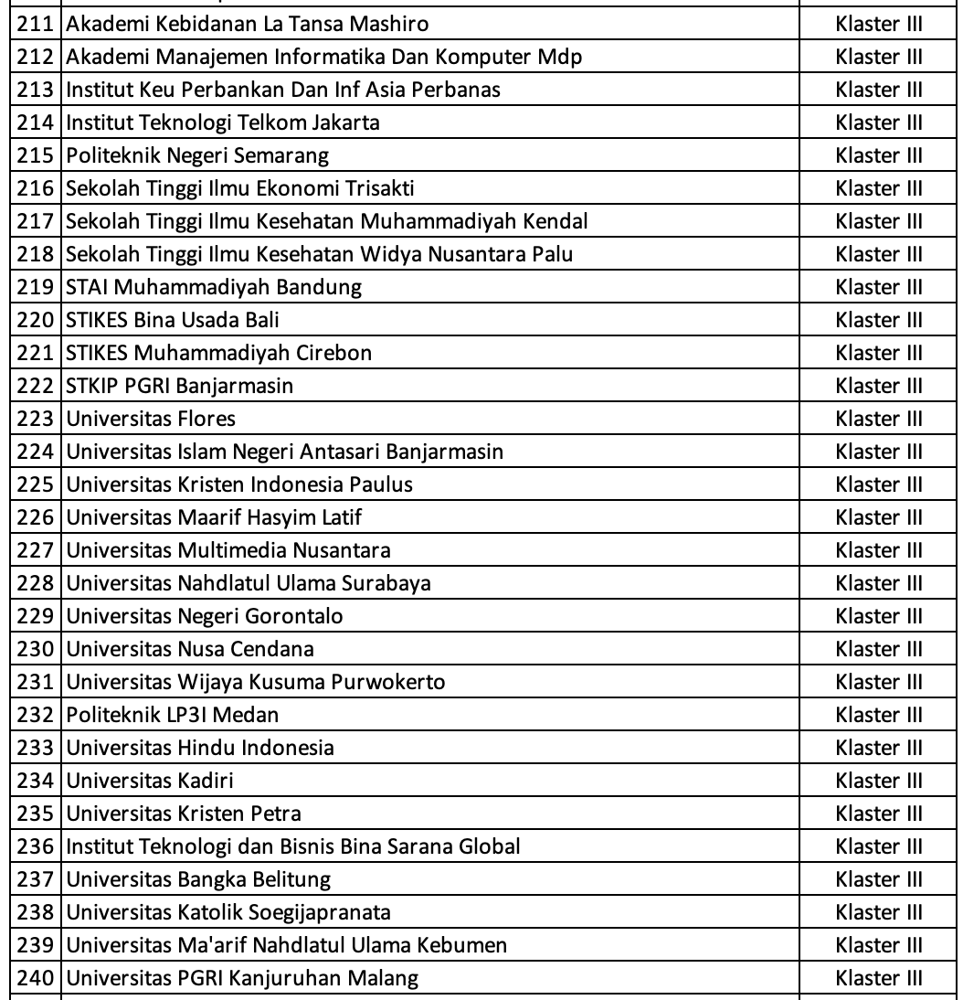 211 Akademi Kebidanan La Tansa Mashiro Klaster III
212 Akademi Manajemen Informatika Dan Komputer Mdp Klaster III
213 Institut Keu Perbankan Dan Inf Asia Perbanas Klaster III
214 Institut Teknologi Telkom Jakarta Klaster III
215 Politeknik Negeri Semarang Klaster III
216 Sekolah Tinggi Ilmu Ekonomi Trisakti Klaster III
217 Sekolah Tinggi Ilmu Kesehatan Muhammadiyah Kendal Klaster III
218 Sekolah Tinggi Ilmu Kesehatan Widya Nusantara Palu Klaster III
219 STAI Muhammadiyah Bandung Klaster III
220 STIKES Bina Usada Bali Klaster III
221 STIKES Muhammadiyah Cirebon Klaster III
222 STKIP PGRI Banjarmasin Klaster III
223 Universitas Flores Klaster III
224 Universitas Islam Negeri Antasari Banjarmasin Klaster III
225 Universitas Kristen Indonesia Paulus Klaster III
226 Universitas Maarif Hasyim Latif Klaster III
227 Universitas Multimedia Nusantara Klaster III
228 Universitas Nahdlatul Ulama Surabaya Klaster III
229 Universitas Negeri Gorontalo Klaster III
230 Universitas Nusa Cendana Klaster III
231 Universitas Wijaya Kusuma Purwokerto Klaster III
232 Politeknik LP3I Medan Klaster III
233 Universitas Hindu Indonesia Klaster III
234 Universitas Kadiri Klaster III
235 Universitas Kristen Petra Klaster III
236 Institut Teknologi dan Bisnis Bina Sarana Global Klaster III
237 Universitas Bangka Belitung Klaster III
238 Universitas Katolik Soegijapranata Klaster III
239 Universitas Ma'arif Nahdlatul Ulama Kebumen Klaster III
240 Universitas PGRI Kanjuruhan Malang Klaster III